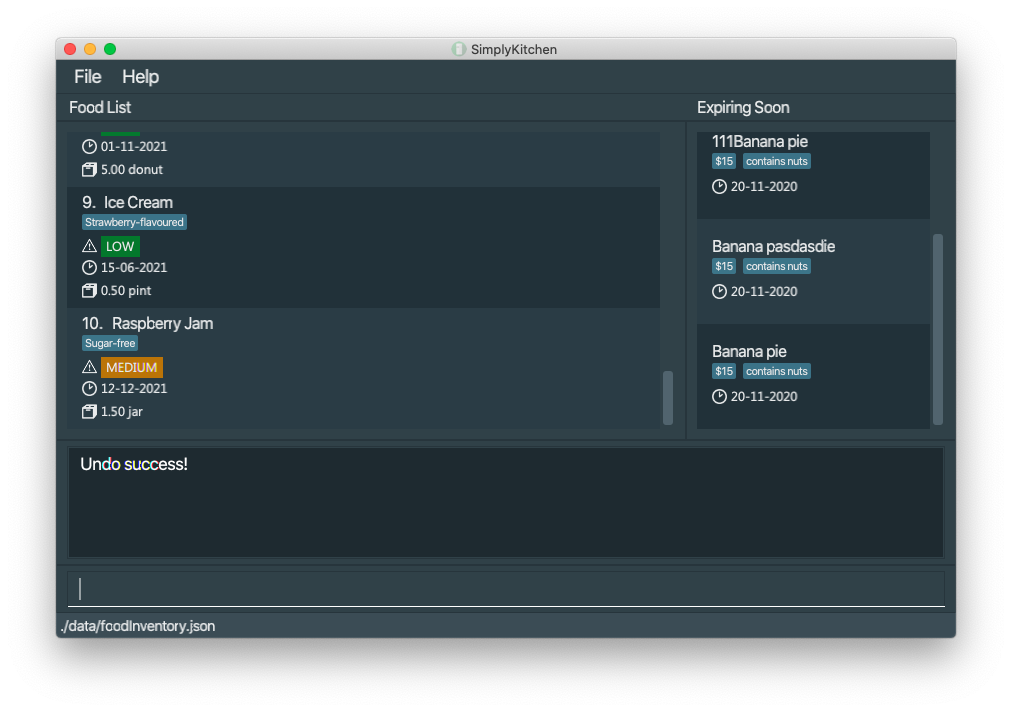 SimplyKitchen
File Help
Food List
01-11-2021
5.00 donut
9. Ice Cream
Strawberry-flavoured
LOW
15-06-2021
0.50 pint
10. Raspberry Jam
Sugar-free
MEDIUM
12-12-2021
1.50 jar
Expiring Soon
111Banana pie
$15 contains nuts
20-11-2020
Banana pasdasdie
$15 contains nuts
20-11-2020
Banana pie
$15 contains nuts
20-11-2020
Undo success!
./data/foodInventory.json